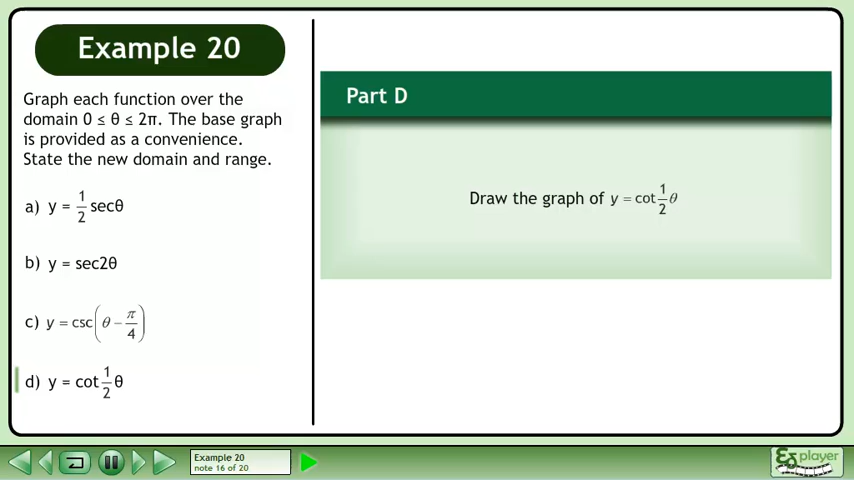 Example 20
Graph each function over the
domain 0 ≤ θ ≤ 2π. The base graph
is provided as a convenience.
State the new domain and range.
a) y = 1/2 secθ
b) y = sec2θ
c) y = csc(θ − π/4)
d) y = cot 1/2 θ
Part D
Draw the graph of y = cot 1/2 θ
Example 20
note 16 of 20
player